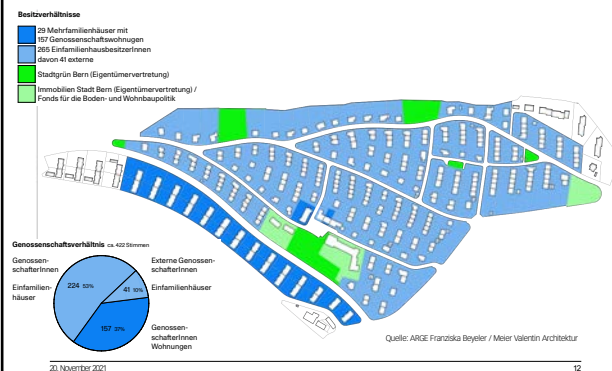 Besitzverhältnisse
29 Mehrfamilienhäuser mit
157 Genossenschaftswohnugen
265 EinfamilienhausbesitzerInnen
davon 41 externe
Stadtgrün Bern (Eigentümervertretung)
Immobilien Stadt Bern (Eigentümervertretung) /
Fonds für die Boden- und Wohnbaupolitik
Genossenschaftsverhältnis ca. 422 Stimmen
Genossen-
schafterInnen
Einfamilien-
häuser
224 53%
Externe Genossen-
schafterInnen
Einfamilienhäuser
41 10%
157 37%
Genossen-
schafterInnen
Wohnungen
Quelle: ARGE Franziska Beyeler / Meier Valentin Architektur
20. November 2021
12